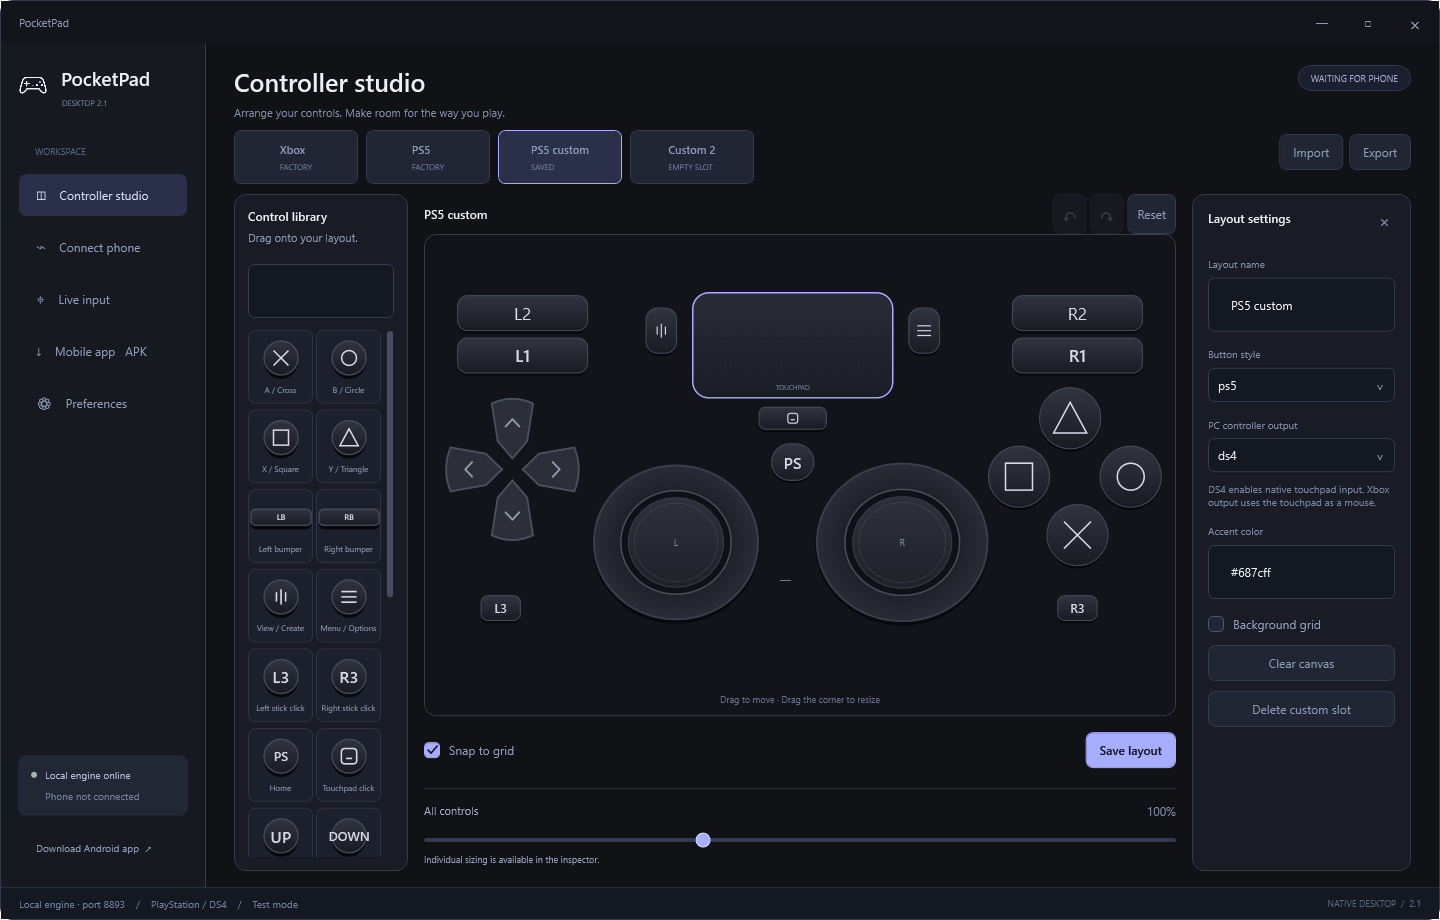 PocketPad
PocketPad
DESKTOP 2.1
WORKSPACE
Controller studio
Connect phone
Live input
Mobile app APK
Preferences
Local engine online
Phone not connected
Download Android app ↗
Controller studio
Arrange your controls. Make room for the way you play.
WAITING FOR PHONE
Xbox
FACTORY
PS5
FACTORY
PS5 custom
SAVED
Custom 2
EMPTY SLOT
Import
Export
Control library
Drag onto your layout.
A / Cross
B / Circle
X / Square
Y / Triangle
LB
Left bumper
RB
Right bumper
View / Create
Menu / Options
L3
Left stick click
R3
Right stick click
PS
Home
Touchpad click
UP
DOWN
PS5 custom
Reset
L2
L1
TOUCHPAD
R2
R1
PS
L
R
L3
R3
Drag to move · Drag the corner to resize
Snap to grid
Save layout
All controls
100%
Individual sizing is available in the inspector.
Layout settings
Layout name
PS5 custom
Button style
ps5
PC controller output
ds4
DS4 enables native touchpad input. Xbox
output uses the touchpad as a mouse.
Accent color
#687cff
Background grid
Clear canvas
Delete custom slot
Local engine · port 8893 / PlayStation / DS4 / Test mode
NATIVE DESKTOP / 2.1